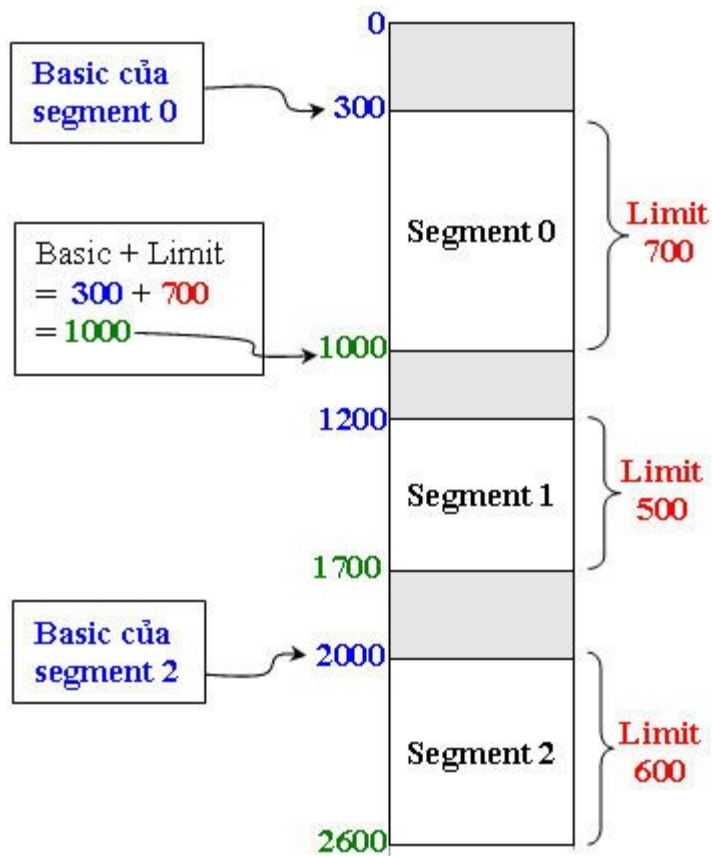 0
Basic của
segment 0
300
Segment 0
Limit
700
Basic + Limit
= 300 + 700
= 1000
1000
1200
Segment 1
Limit
500
1700
Basic của
segment 2
2000
Segment 2
Limit
600
2600